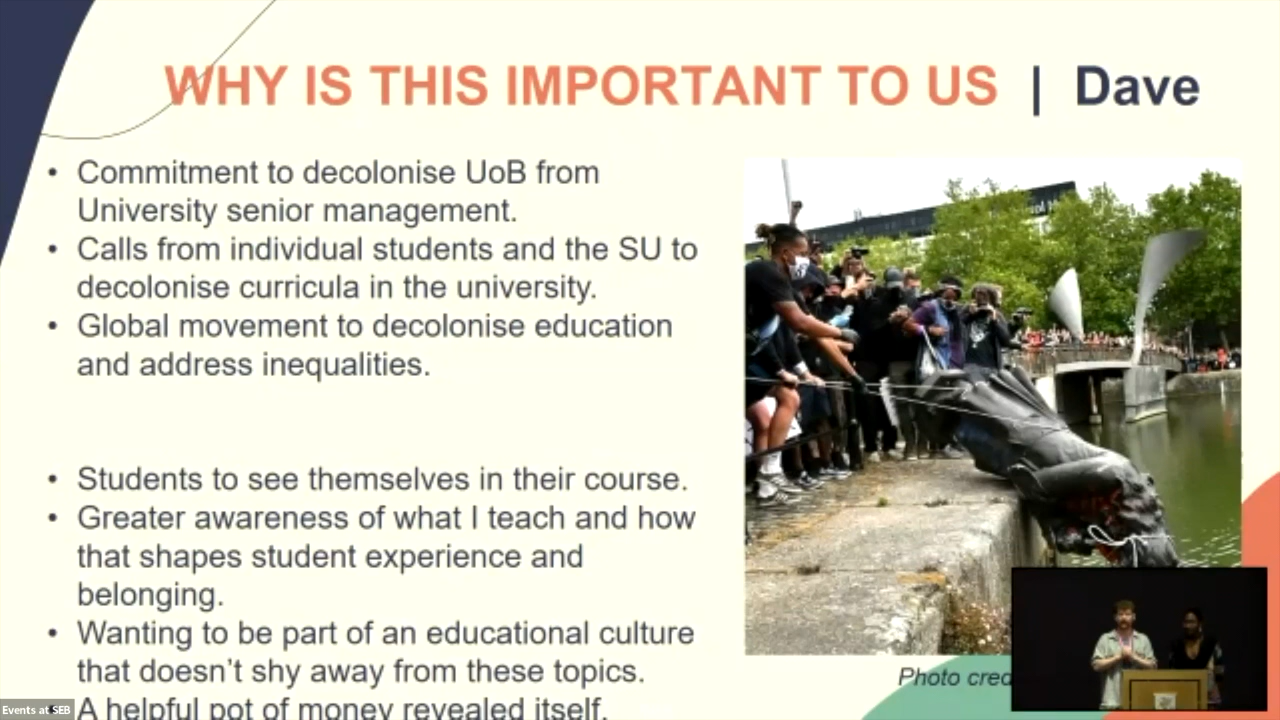 WHY IS THIS IMPORTANT TO US | Dave
• Commitment to decolonise UoB from
University senior management.
• Calls from individual students and the SU to
decolonise curricula in the university.
• Global movement to decolonise education
and address inequalities.
• Students to see themselves in their course.
• Greater awareness of what I teach and how
that shapes student experience and
belonging.
• Wanting to be part of an educational culture
that doesn't shy away from these topics.
A helpful pot of money revealed itself.
Photo cred
Events at SEB